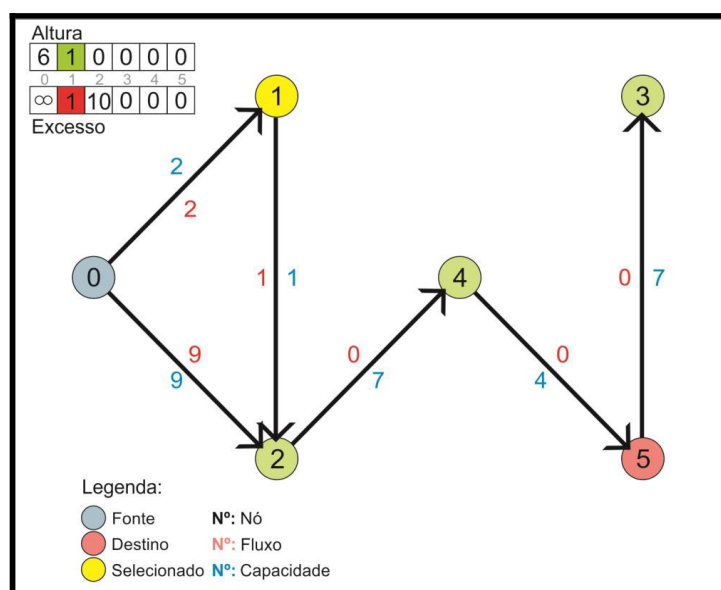 Altura
6 1 0 0 0 0
0 1 2 3 4 5
∞ 1 10 0 0 0
Excesso
1
3
2
2
0
1 1
4
0 7
9
9
0
7
0
4
2
5
Legenda:
Fonte Nº: Nó
Destino Nº: Fluxo
Selecionado Nº: Capacidade